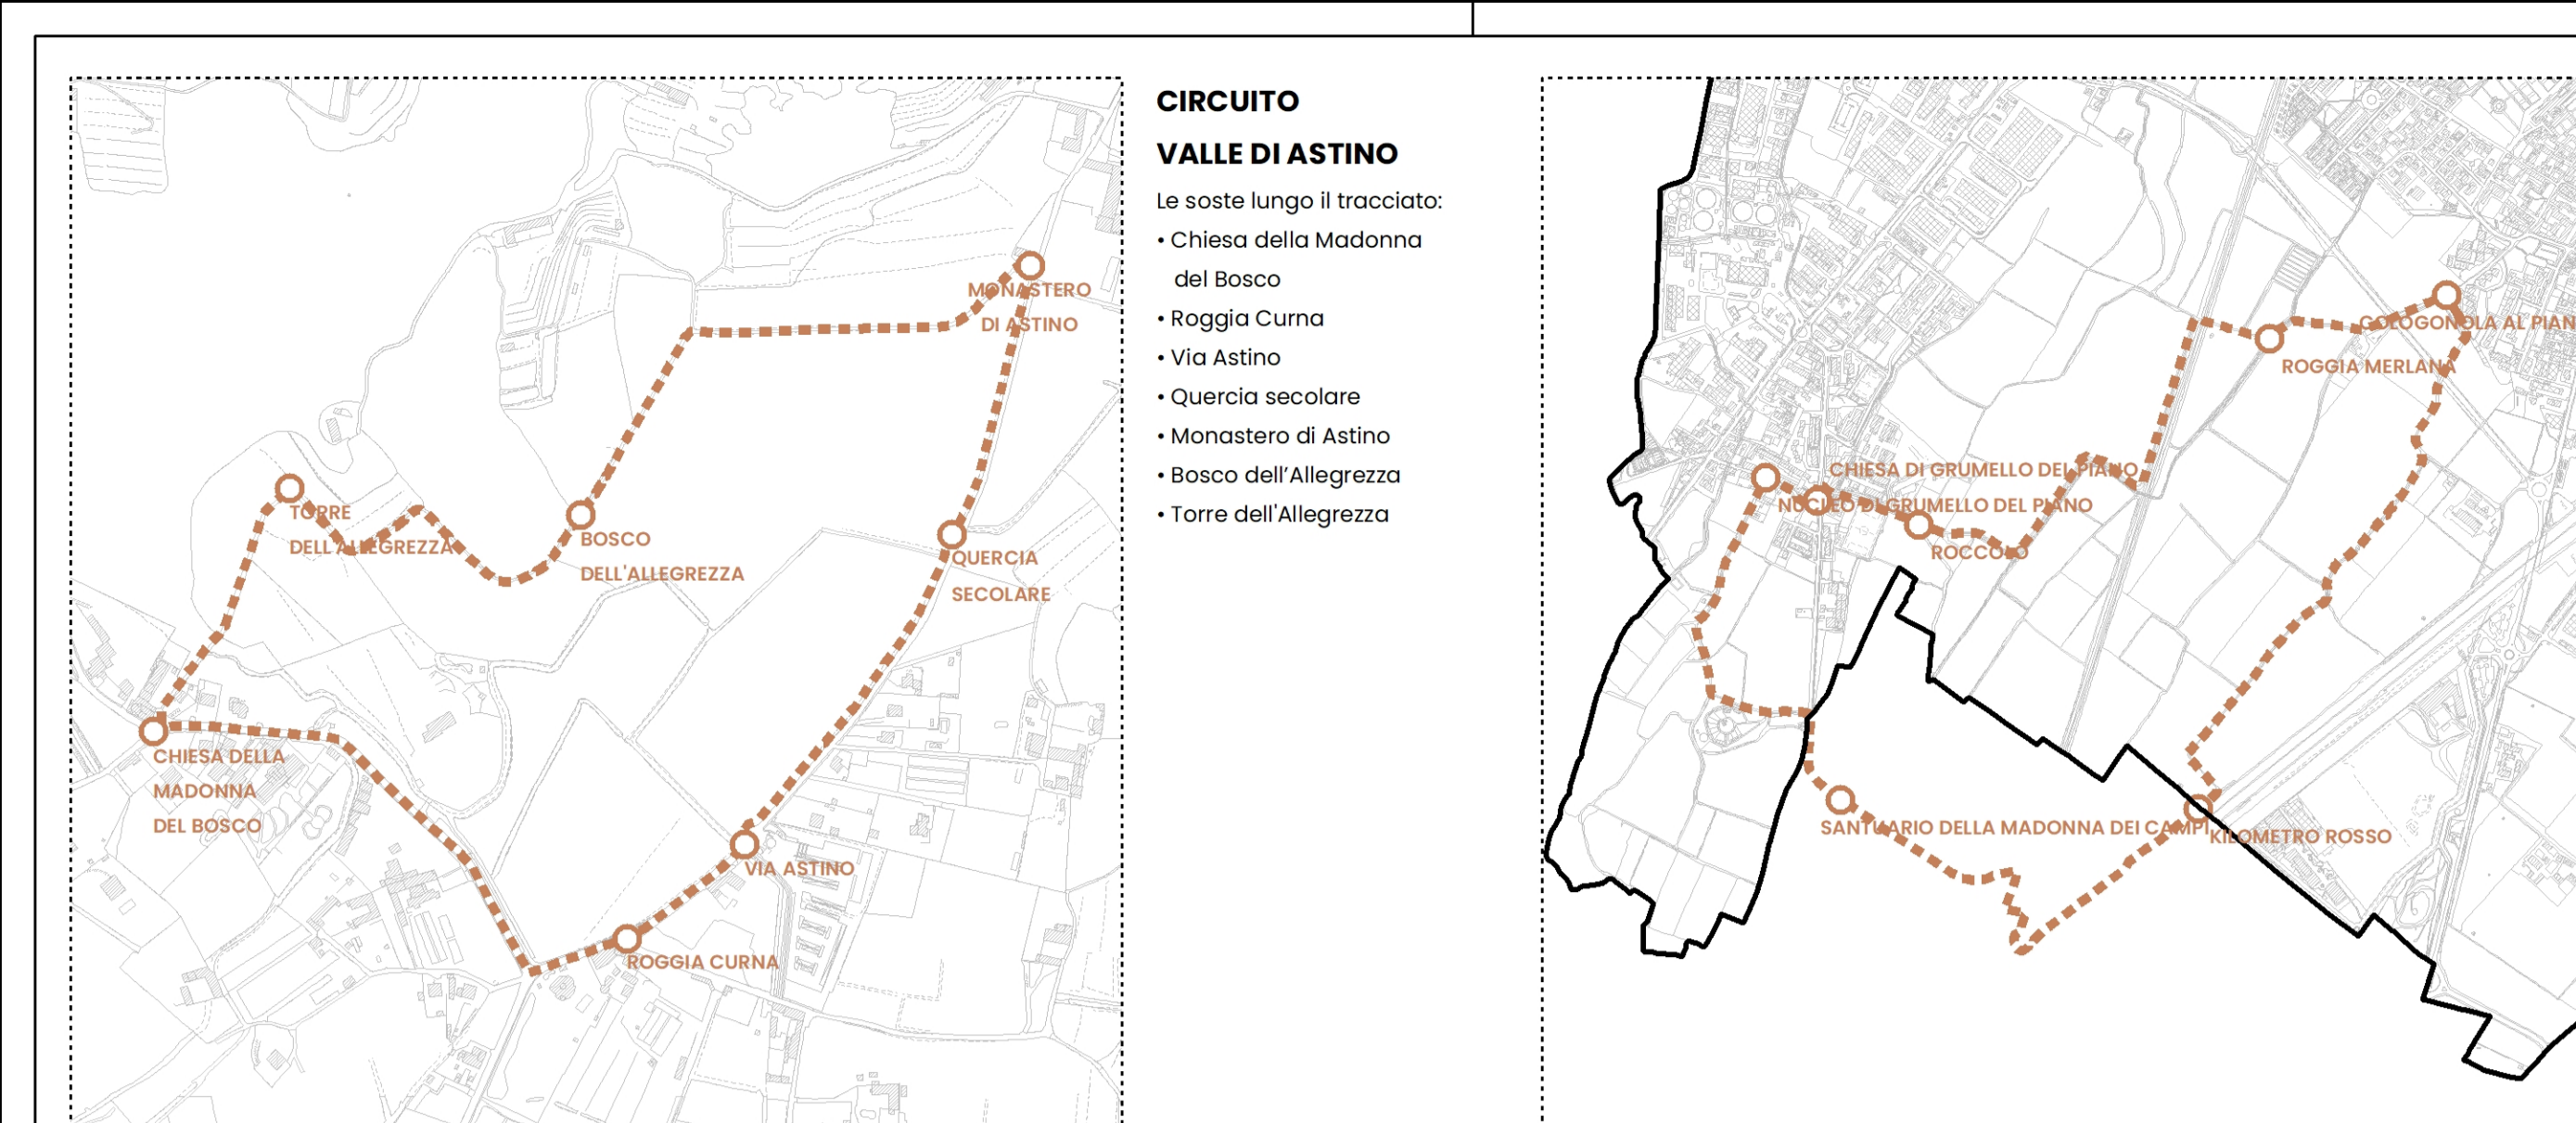 MONASTERO
DI ASTINO
TORRE
DELL'ALLEGREZZA
BOSCO
DELL'ALLEGREZZA
QUERCIA
SECOLARE
CHIESA DELLA
MADONNA
DEL BOSCO
VIA ASTINO
ROGGIA CURNA
CIRCUITO
VALLE DI ASTINO
Le soste lungo il tracciato:
• Chiesa della Madonna
del Bosco
• Roggia Curna
• Via Astino
• Quercia secolare
• Monastero di Astino
• Bosco dell’Allegrezza
• Torre dell'Allegrezza
COLOGONOLA AL PIAN
ROGGIA MERLANA
CHIESA DI GRUMELLO DEL PIANO
NUCLEO DI GRUMELLO DEL PIANO
ROCCOLO
SANTUARIO DELLA MADONNA DEI CAMPI
KILOMETRO ROSSO